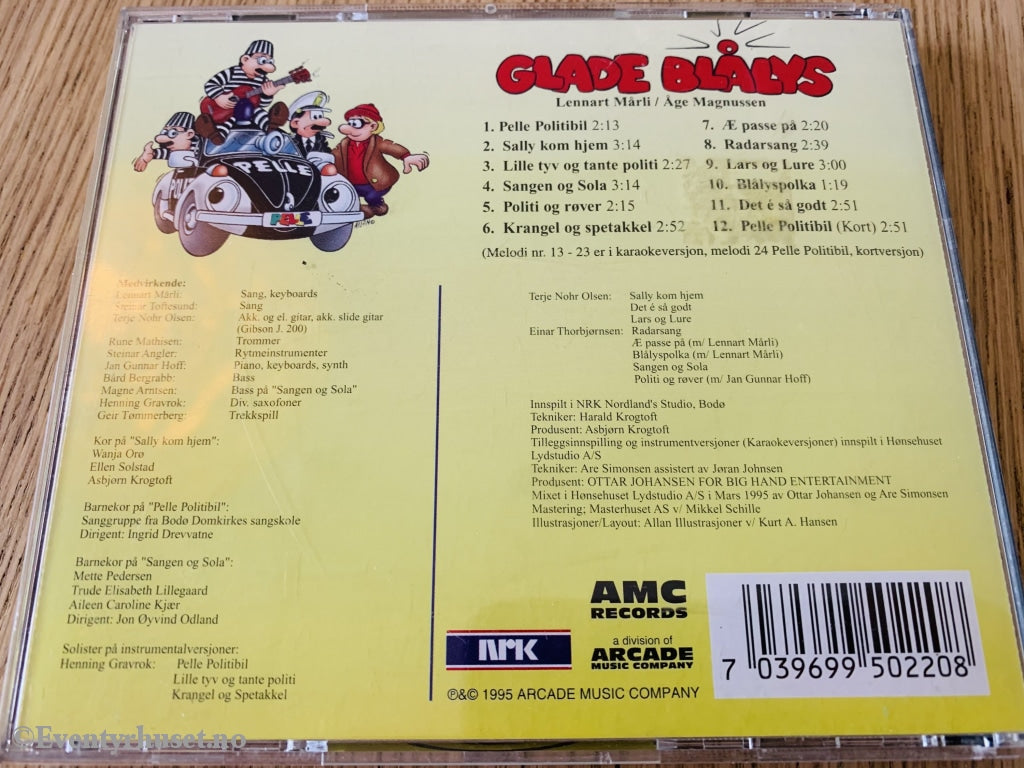 GLADE BLÅLYS
Lennart Mårli / Åge Magnussen
1. Pelle Politibil 2:13
2. Sally kom hjem 3:14
3. Lille tyv og tante politi 2:27
4. Sangen og Sola 3:14
5. Politi og røver 2:15
6. Krangel og spetakkel 2:52
7. Æ passe på 2:20
8. Radarsang 2:39
9. Lars og Lure 3:00
10. Blålyspolka 1:19
11. Det é så godt 2:51
12. Pelle Politibil (Kort) 2:51
(Melodi nr. 13 - 23 er i karaokeversjon, melodi 24 Pelle Politibil, kortversjon)
POLIT
PELLE
PELLE
Medvirkende:
Lennart Mårli: Sang, keyboards
Steinar Toftesund: Sang
Terje Nohr Olsen: Akk. og el. gitar, akk. slide gitar
(Gibson J. 200)
Rune Mathisen: Trommer
Steinar Angler: Rytmeinstrumenter
Jan Gunnar Hoff: Piano, keyboards, synth
Bård Bergrabb: Bass
Magne Arntsen: Bass på "Sangen og Sola"
Henning Gravrok: Div. saxofoner
Geir Tømmerberg: Trekkspill
Kor på "Sally kom hjem":
Wanja Orø
Ellen Solstad
Asbjørn Krogtoft
Barnekor på "Pelle Politibil":
Sanggruppe fra Bodø Domkirkes sangskole
Dirigent: Ingrid Drevvatne
Barnekor på "Sangen og Sola":
Mette Pedersen
Trude Elisabeth Lillegaard
Aileen Caroline Kjær
Dirigent: Jon Øyvind Odland
Solister på instrumentalversjoner:
Henning Gravrok: Pelle Politibil
Lille tyv og tante politi
Krangel og Spetakkel
Terje Nohr Olsen: Sally kom hjem
Det é så godt
Lars og Lure
Einar Thorbjørnsen: Radarsang
Æ passe på (m/ Lennart Mårli)
Blålyspolka (m/ Lennart Mårli)
Sangen og Sola
Politi og røver (m/ Jan Gunnar Hoff)
Innspilt i NRK Nordland's Studio, Bodø
Tekniker: Harald Krogtoft
Produsent: Asbjørn Krogtoft
Tilleggsinnspilling og instrumentversjoner (Karaokeversjoner) innspilt i Hønsehuset
Lydstudio A/S
Tekniker: Are Simonsen assistert av Jøran Johnsen
Produsent: OTTAR JOHANSEN FOR BIG HAND ENTERTAINMENT
Mixet i Hønsehuset Lydstudio A/S i Mars 1995 av Ottar Johansen og Are Simonsen
Mastering; Masterhuset AS v/ Mikkel Schille
Illustrasjoner/Layout: Allan Illustrasjoner v/ Kurt A. Hansen
NRK
AMC
RECORDS
a division of
ARCADE
MUSIC COMPANY
℗&© 1995 ARCADE MUSIC COMPANY
7 039699 502208
©Eventyrhuset.no